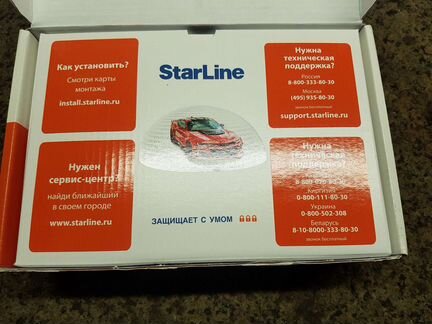 Как установить?
Смотри карты
монтажа
install.starline.ru
StarLine
Нужна
техническая
поддержка?
Россия
8-800-333-80-30
Москва
(495) 935-80-30
звонок бесплатный
support.starline.ru
Нужен
сервис-центр?
найди ближайший
в своем городе
www.starline.ru
ЗАЩИЩАЕТ С УМОМ
Нужна
техническая
поддержка?
Киргизия
0-800-111-80-30
Украина
0-800-502-308
Беларусь
8-10-8000-333-80-30
звонок бесплатный